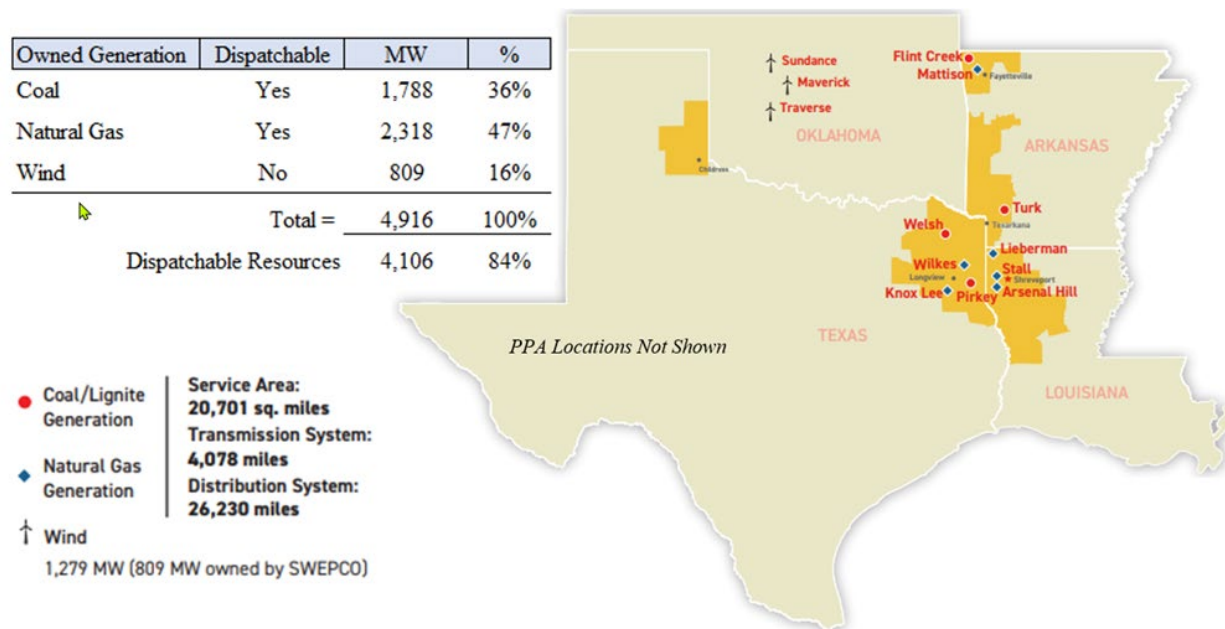 Owned Generation Dispatchable MW %
Coal Yes 1,788 36%
Natural Gas Yes 2,318 47%
Wind No 809 16%
Total = 4,916 100%
Dispatchable Resources 4,106 84%
Sundance
Maverick
Traverse
OKLAHOMA
Flint Creek
Mattison
Fayetteville
ARKANSAS
Childress
Turk
Texarkana
Welsh
Lieberman
Wilkes
Stall
Longview
Shreveport
Knox Lee
Pirkey
Arsenal Hill
PPA Locations Not Shown
TEXAS
LOUISIANA
Coal/Lignite
Generation
Natural Gas
Generation
Wind
1,279 MW (809 MW owned by SWEPCO)
Service Area:
20,701 sq. miles
Transmission System:
4,078 miles
Distribution System:
26,230 miles